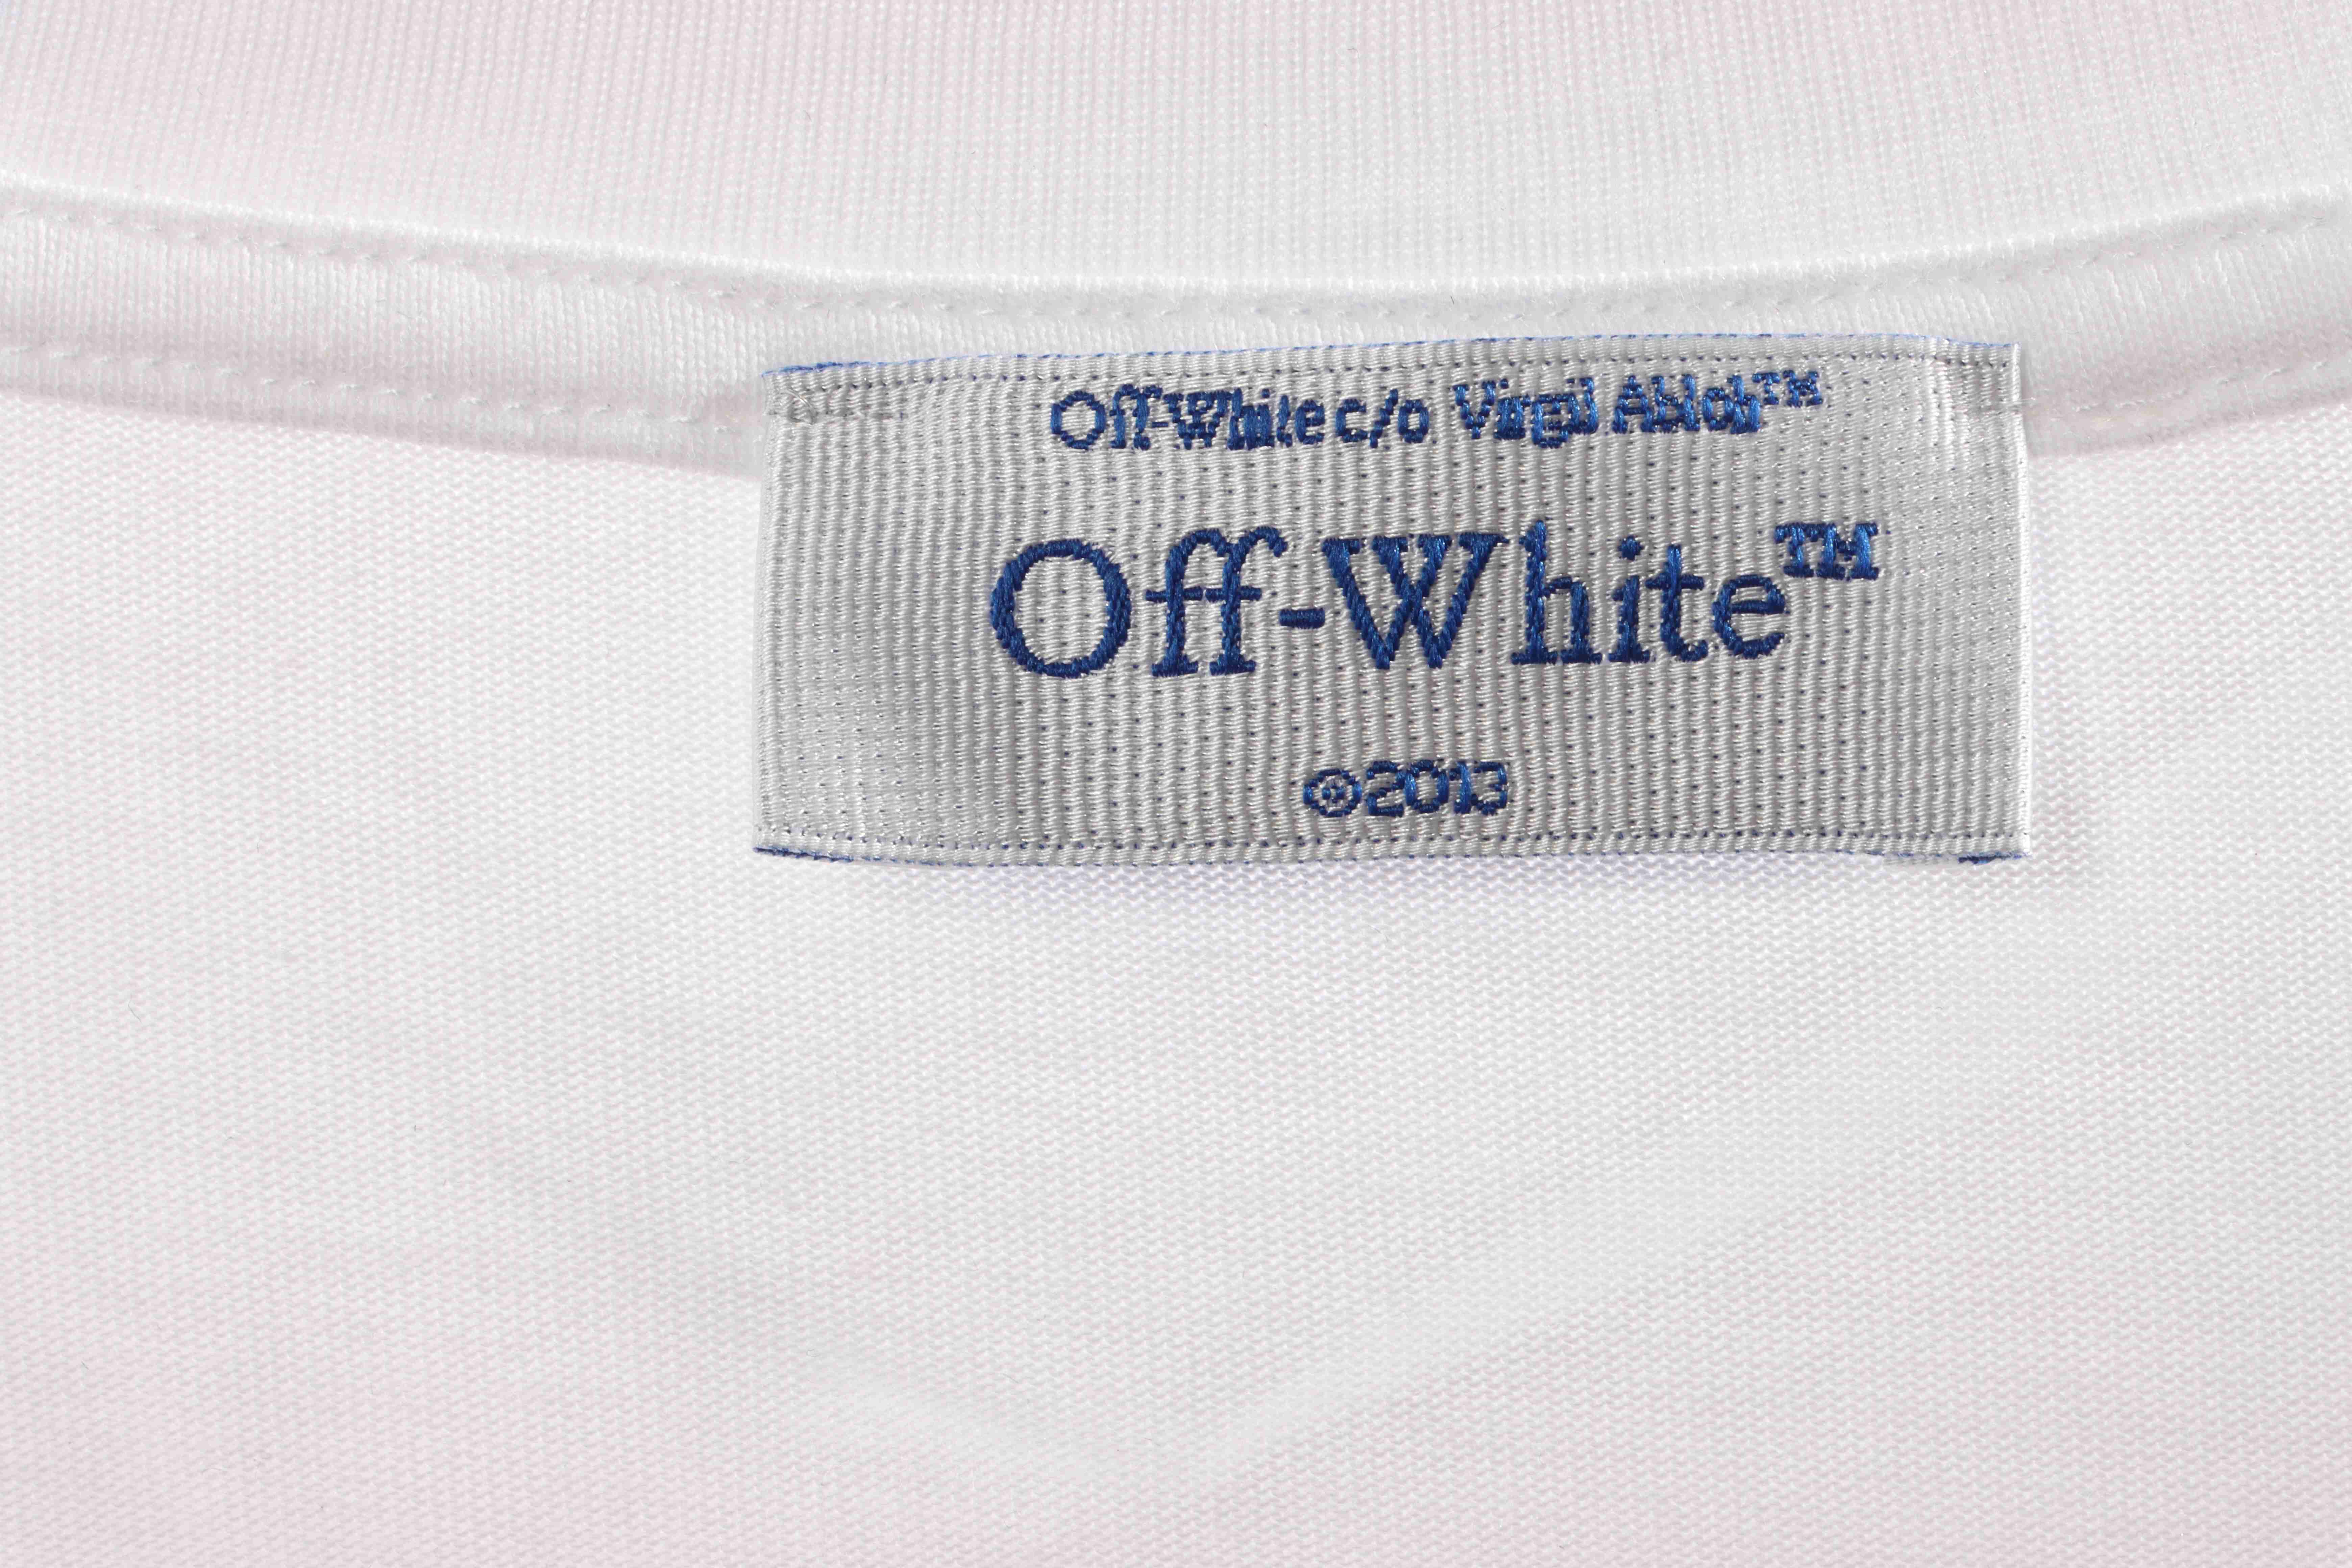 Off-White c/o Virgil Abloh™
Off-White™
©2013